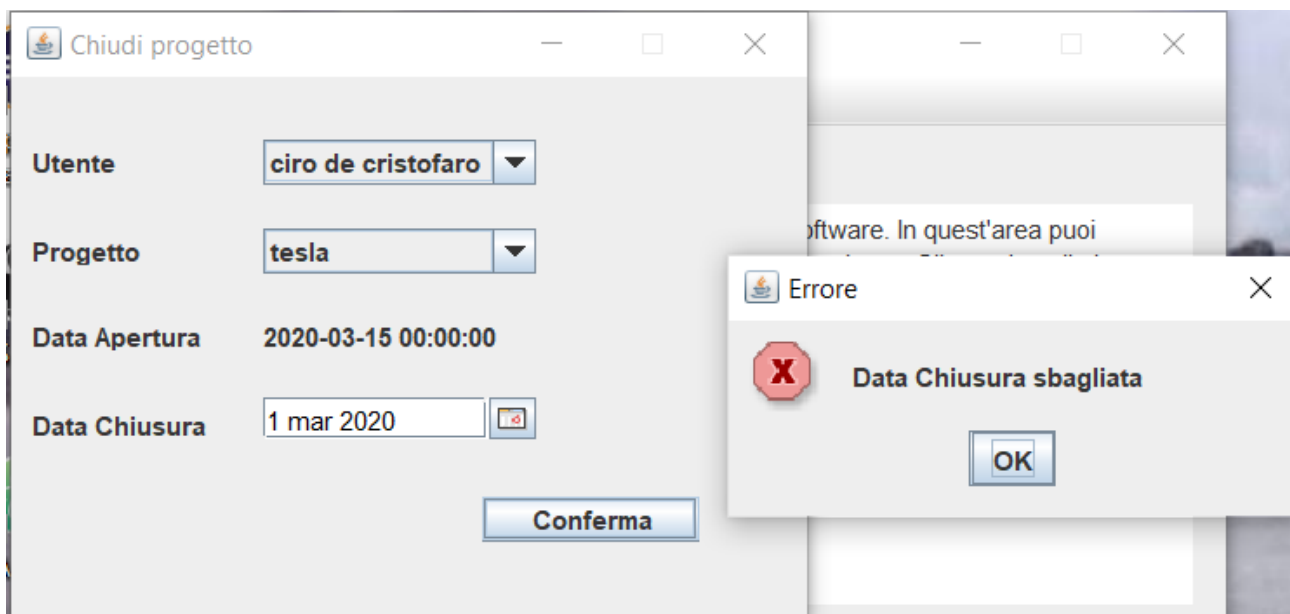 Chiudi progetto
Utente
ciro de cristofaro
Progetto
tesla
Data Apertura
2020-03-15 00:00:00
Data Chiusura
1 mar 2020
Conferma
oftware. In quest'area puoi
Errore
Data Chiusura sbagliata
OK